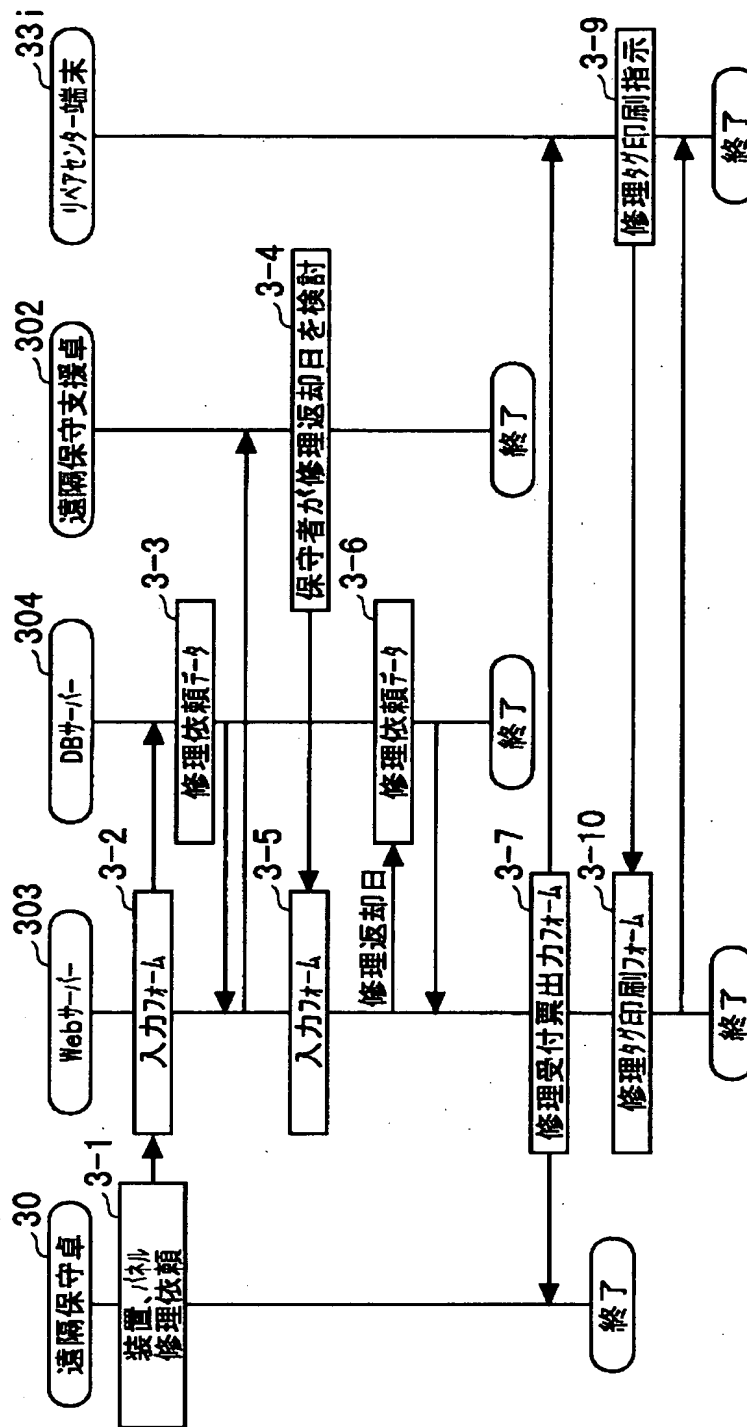 30
遠隔保守卓
303
Webサーバー
304
DBサーバー
302
遠隔保守支援卓
33i
リペアセンター端末
3-1
装置、パネル
修理依頼
3-2
入力フォーム
3-3
修理依頼データ
3-4
保守者が修理返却日を検討
3-5
入力フォーム
修理返却日
3-6
修理依頼データ
終了
終了
3-7
修理受付票出力フォーム
終了
3-9
修理タグ印刷指示
3-10
修理タグ印刷フォーム
終了
終了